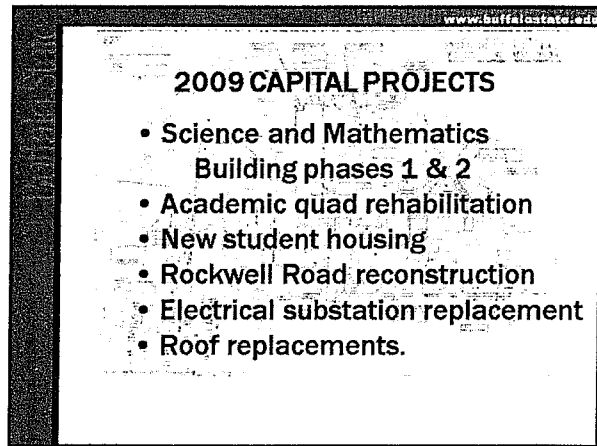 www.buffalostate.edu
2009 CAPITAL PROJECTS
• Science and Mathematics
Building phases 1 & 2
• Academic quad rehabilitation
• New student housing
• Rockwell Road reconstruction
• Electrical substation replacement
• Roof replacements.